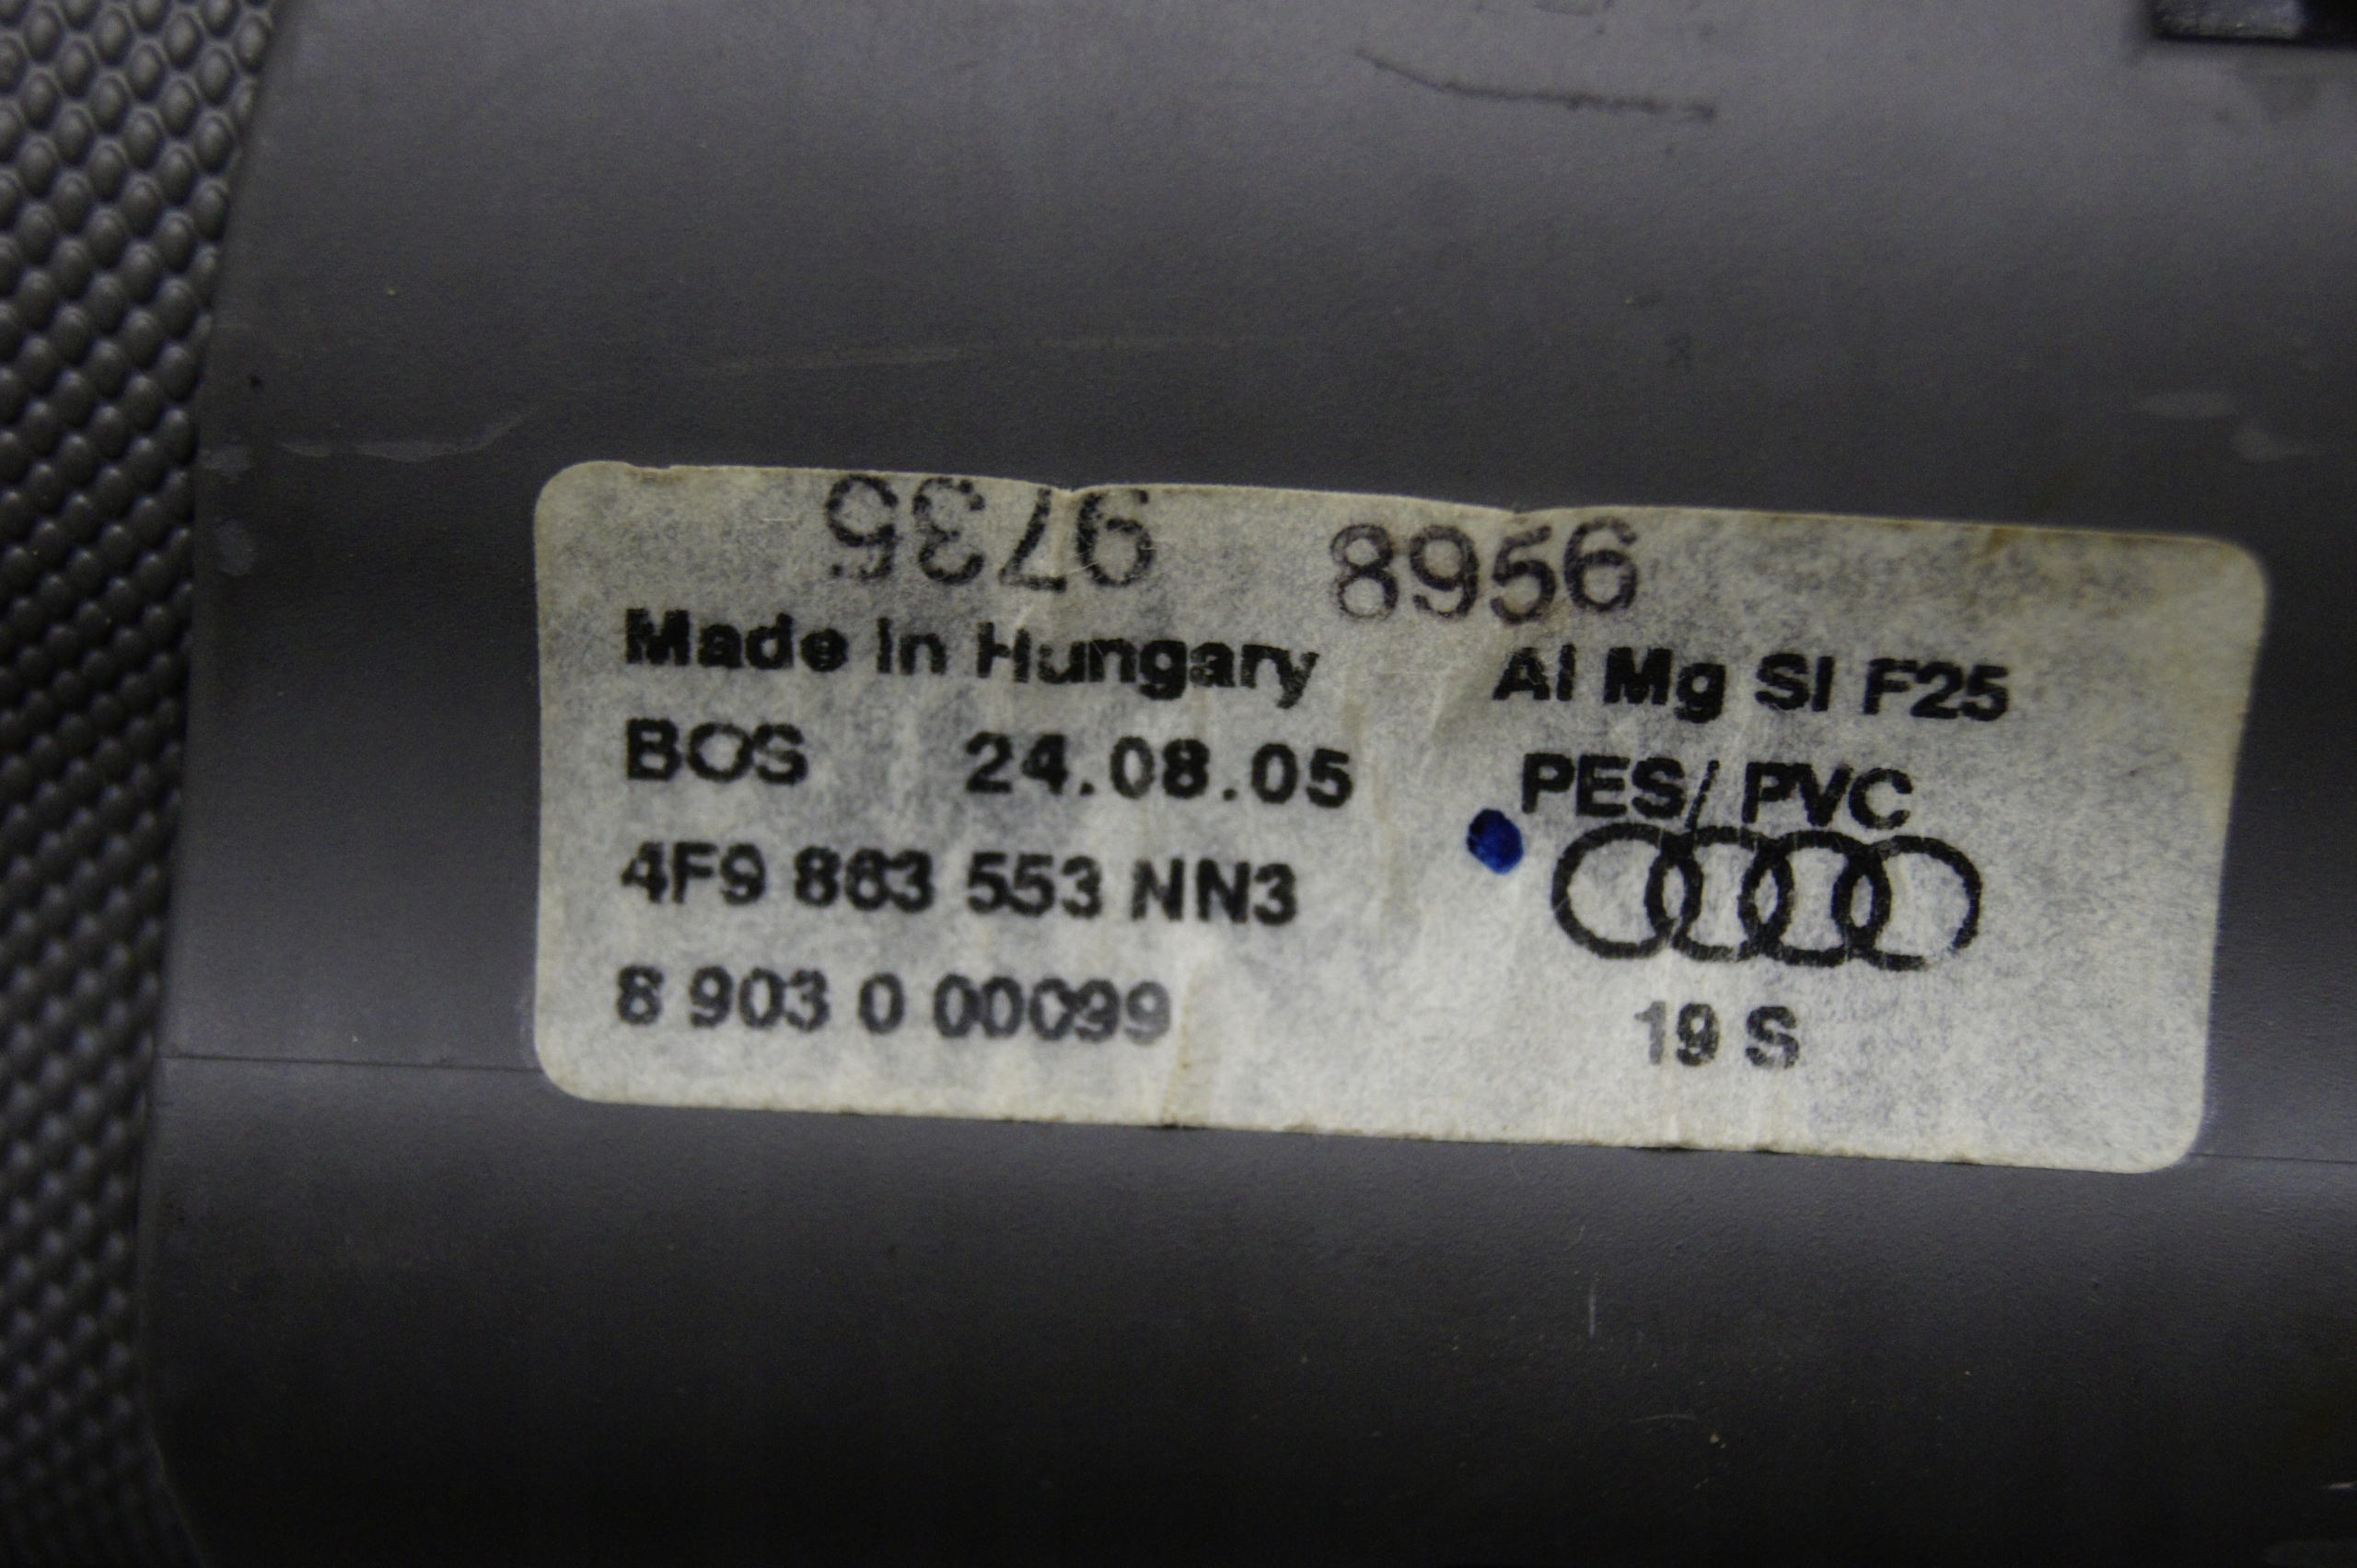 9735 8956
Made in Hungary Al Mg Si F25
BOS 24.08.05 PES/PVC
4F9 863 553 NN3
8 903 0 00099 19 S